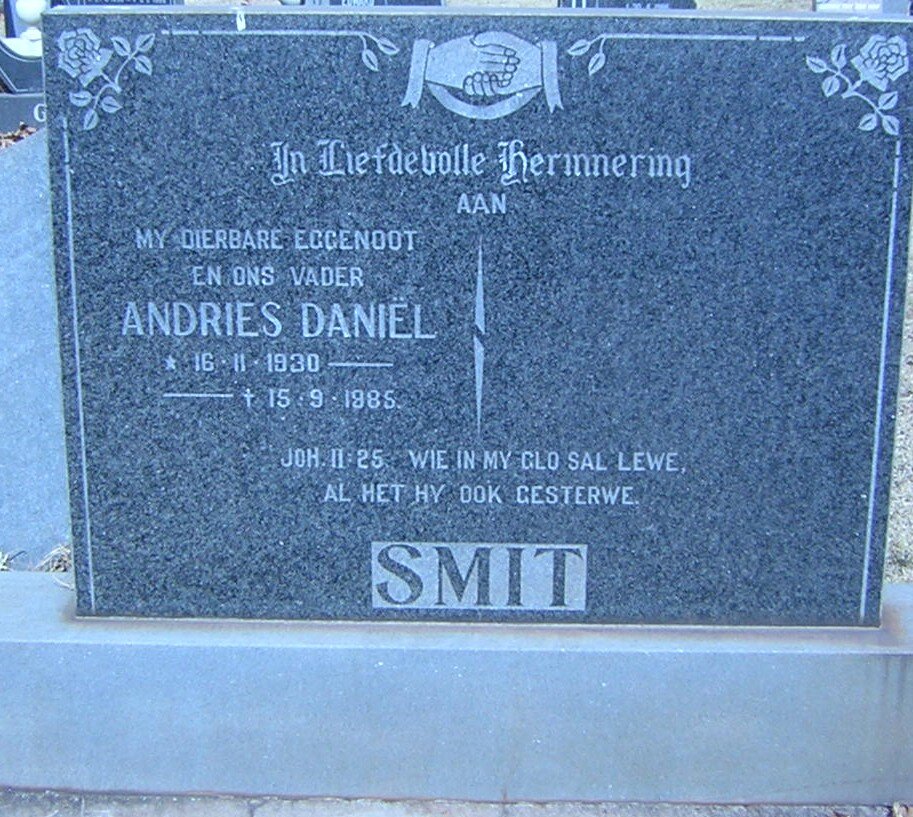 In Liefdevolle Herinnering
AAN
MY DIERBARE EGGENOOT
EN ONS VADER
ANDRIES DANIËL
* 16·11·1930
† 15·9·1985.
JOH. 11:25. WIE IN MY GLO SAL LEWE,
AL HET HY OOK GESTERWE.
SMIT